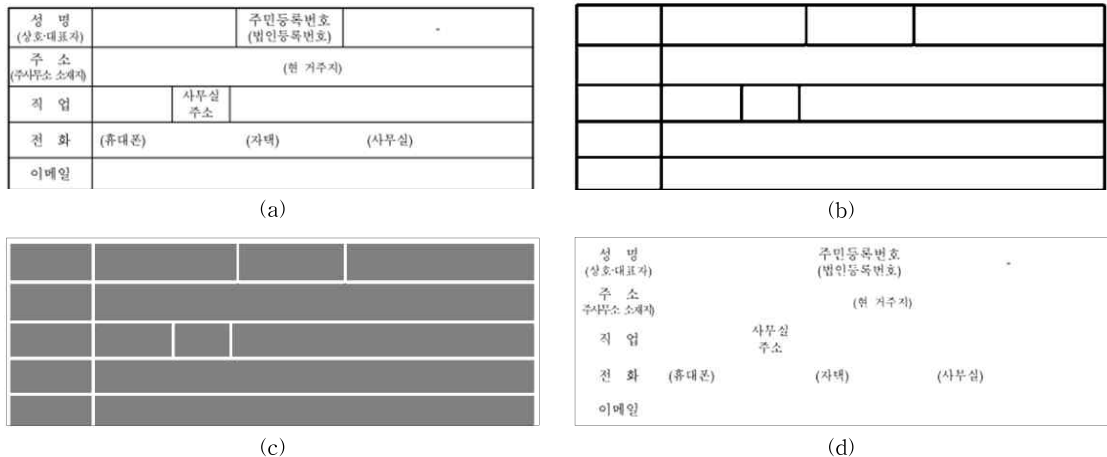 성 명
(상호·대표자)
주민등록번호
(법인등록번호)
-
주 소
(주사무소 소재지)
(현 거주지)
직 업
사무실
주소
전 화 (휴대폰) (자택) (사무실)
이메일
(a)
(b)
(c)
성 명
(상호·대표자)
주민등록번호
(법인등록번호)
-
주 소
주사무소 소재지)
(현 거주지)
직 업
사무실
주소
전 화 (휴대폰) (자택) (사무실)
이메일
(d)